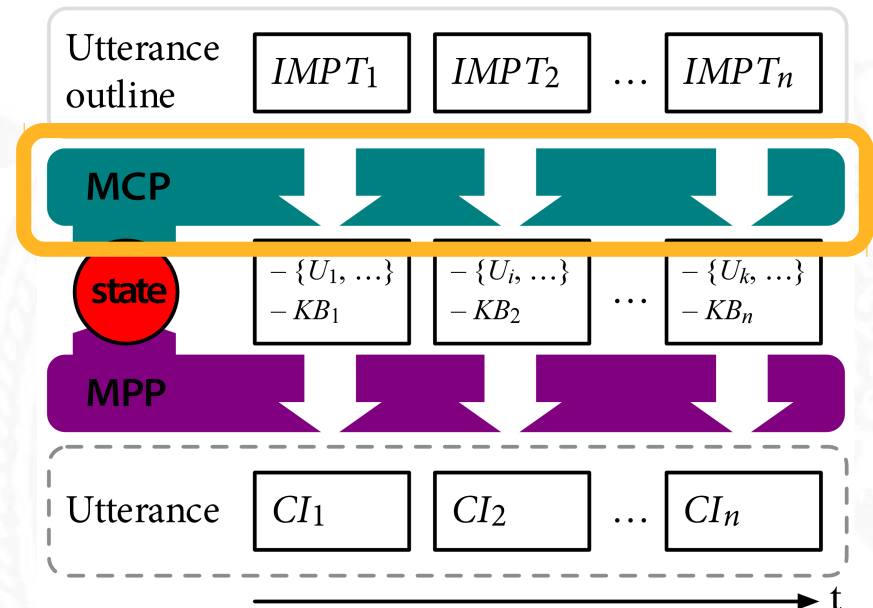 Utterance outline IMPT₁ IMPT₂ … IMPTₙ
MCP
state
– {U₁, …} – {Uᵢ, …} … – {Uₖ, …}
– KB₁ – KB₂ – KBₙ
MPP
Utterance CI₁ CI₂ … CIₙ
t